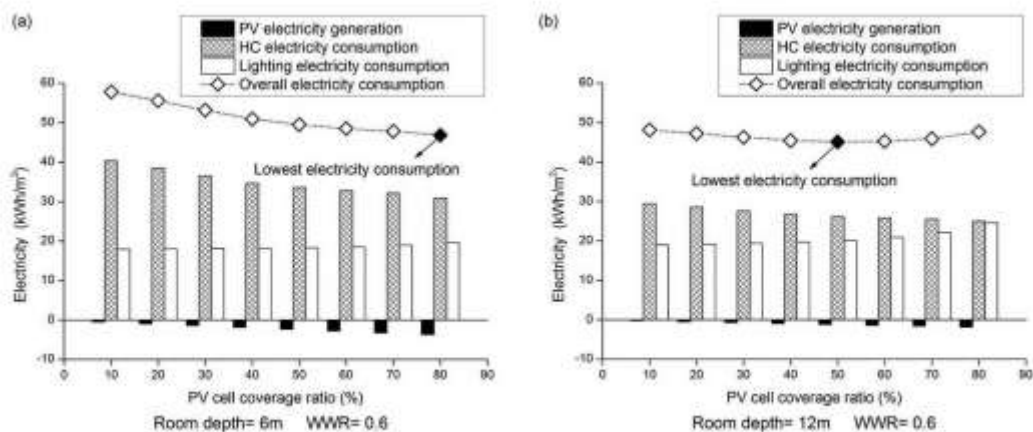 (a)
PV electricity generation
HC electricity consumption
Lighting electricity consumption
Overall electricity consumption
60
50
40
30
20
10
0
-10
Electricity (kWh/m²)
Lowest electricity consumption
0 10 20 30 40 50 60 70 80 90
PV cell coverage ratio (%)
Room depth= 6m WWR= 0.6
(b)
PV electricity generation
HC electricity consumption
Lighting electricity consumption
Overall electricity consumption
60
50
40
30
20
10
0
-10
Electricity (kWh/m²)
Lowest electricity consumption
0 10 20 30 40 50 60 70 80 90
PV cell coverage ratio (%)
Room depth= 12m WWR= 0.6